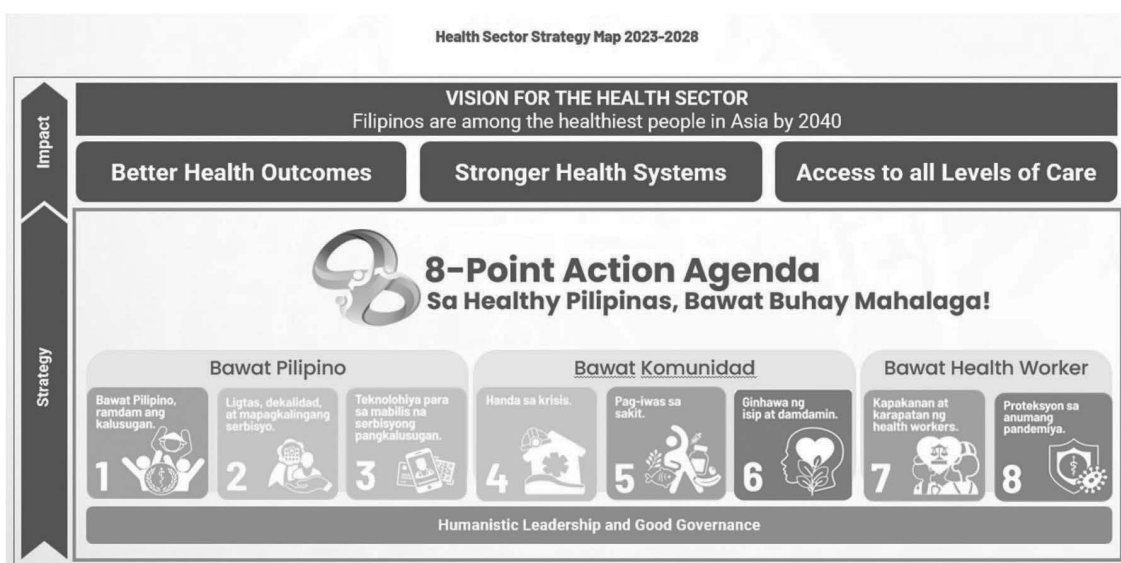 Health Sector Strategy Map 2023-2028
Impact
VISION FOR THE HEALTH SECTOR
Filipinos are among the healthiest people in Asia by 2040
Better Health Outcomes
Stronger Health Systems
Access to all Levels of Care
Strategy
8-Point Action Agenda
Sa Healthy Pilipinas, Bawat Buhay Mahalaga!
Bawat Pilipino
Bawat Pilipino,
ramdam ang
kalusugan.
1
Ligtas, dekalidad,
at mapagkalingang
serbisyo.
2
Teknolohiya para
sa mabilis na
serbisyong
pangkalusugan.
3
Bawat Komunidad
Handa sa krisis.
4
Pag-iwas sa
sakit.
5
Ginhawa ng
isip at damdamin.
6
Bawat Health Worker
Kapakanan at
karapatan ng
health workers.
7
Proteksyon sa
anumang
pandemiya.
8
Humanistic Leadership and Good Governance